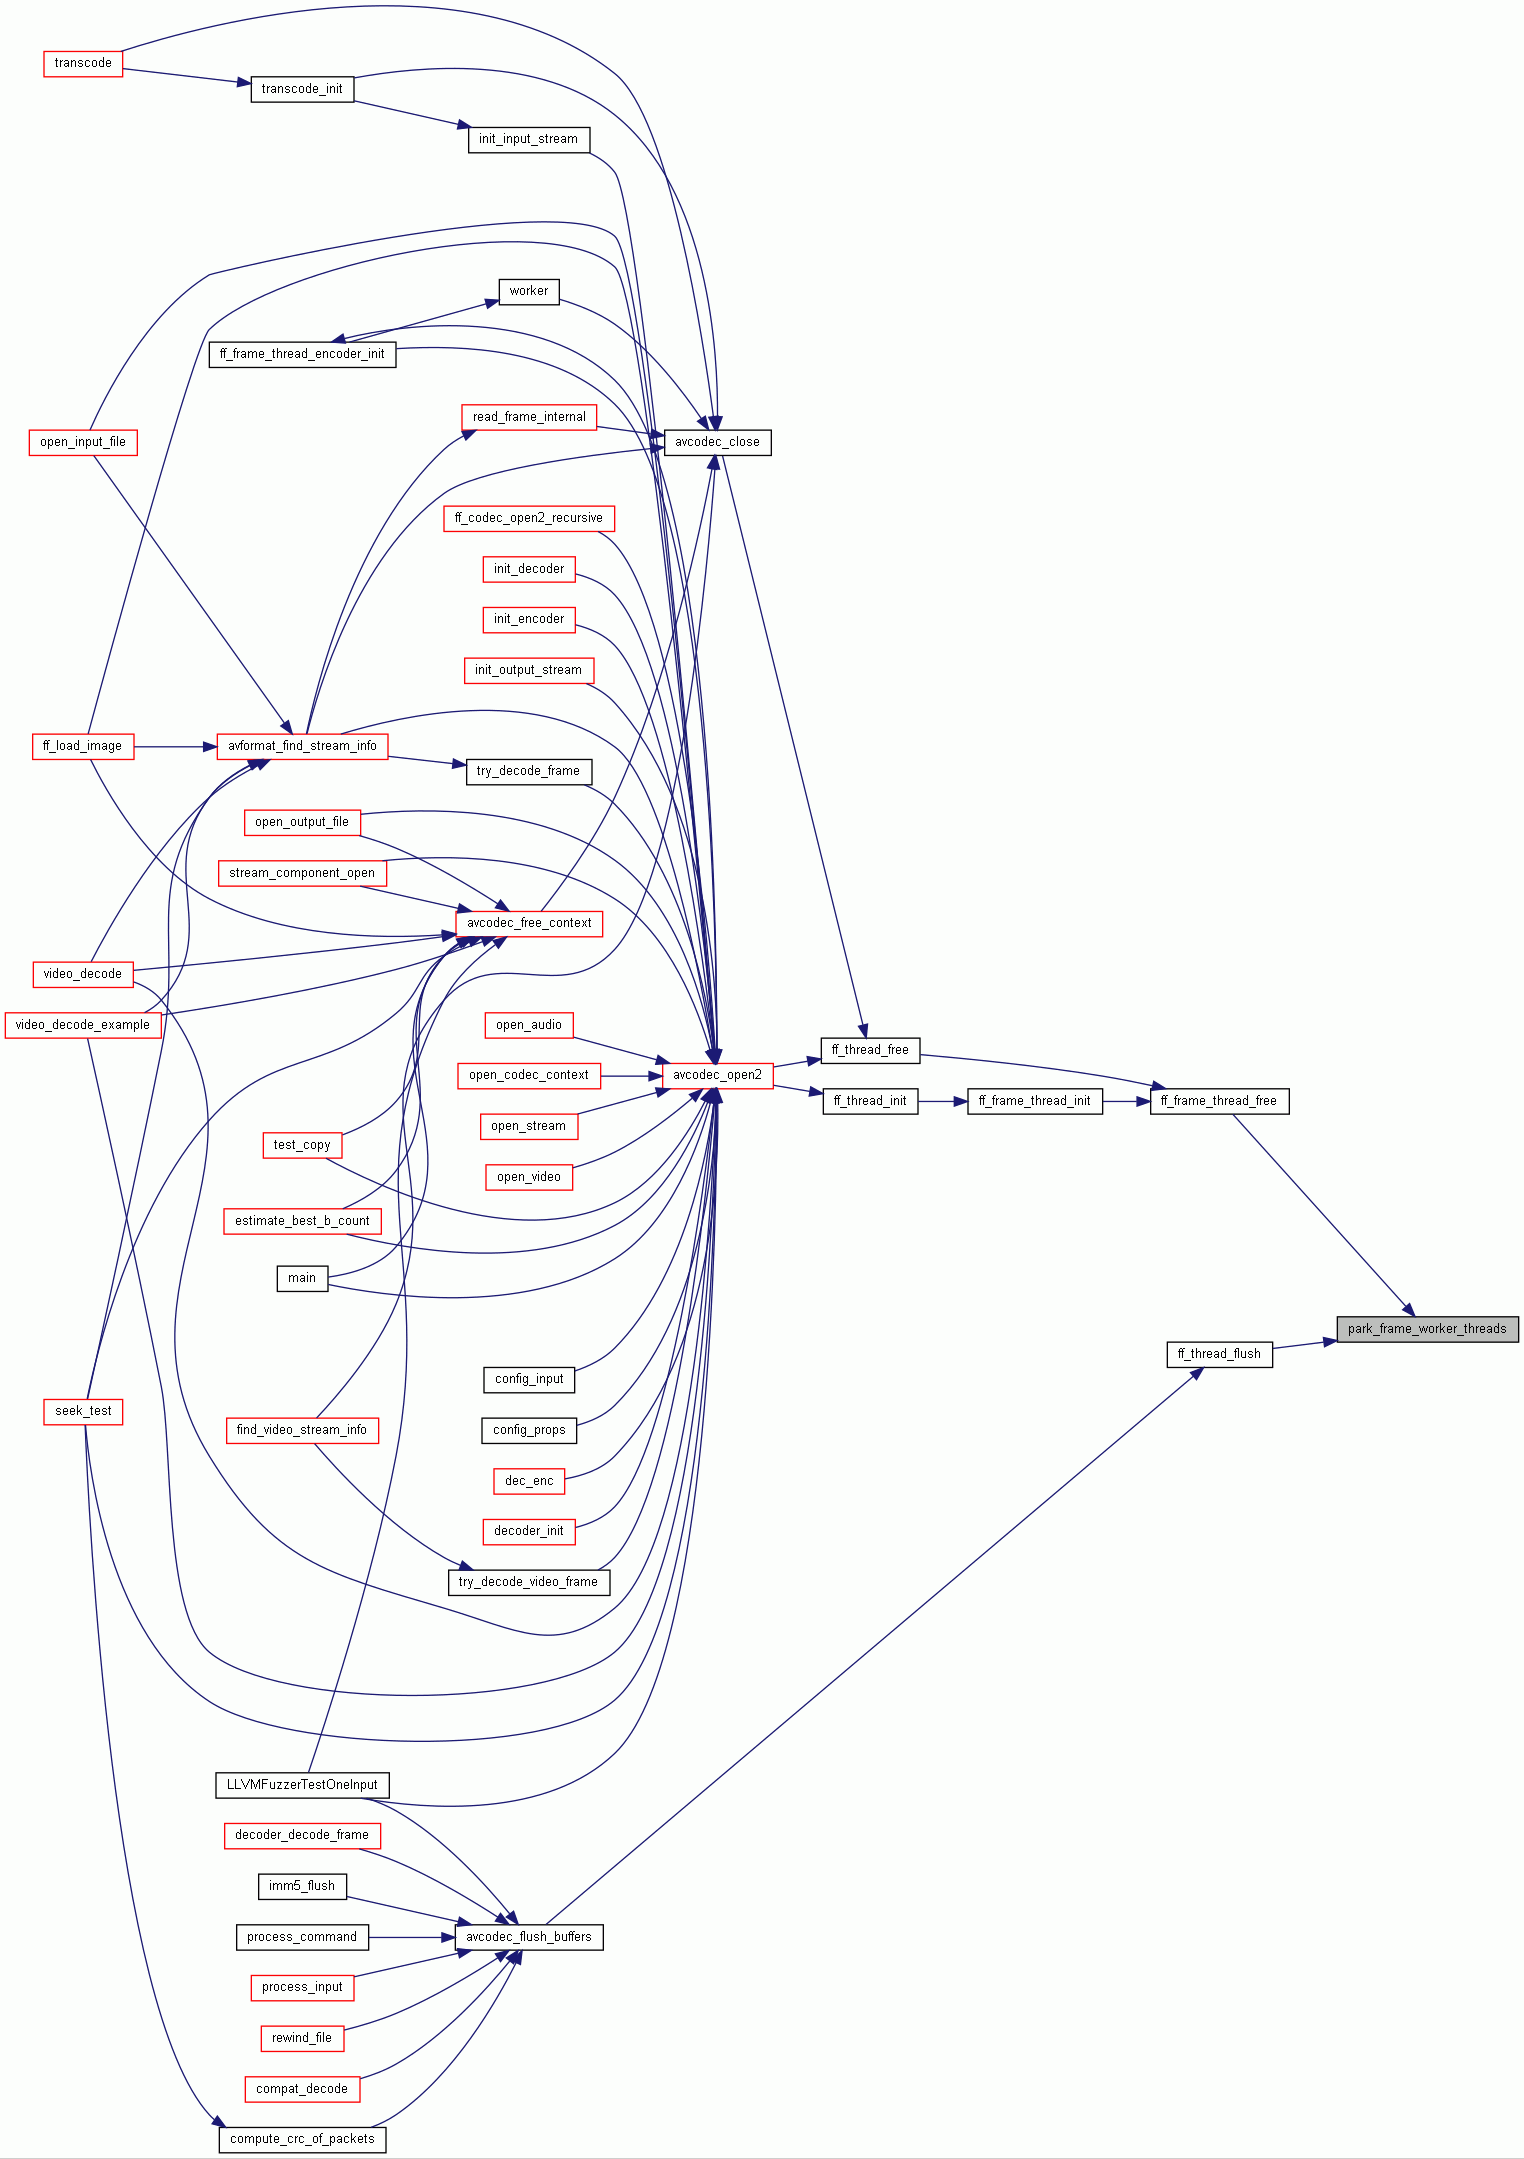 transcode
transcode_init
init_input_stream
worker
ff_frame_thread_encoder_init
read_frame_internal
open_input_file
avcodec_close
ff_codec_open2_recursive
init_decoder
init_encoder
init_output_stream
ff_load_image
avformat_find_stream_info
try_decode_frame
open_output_file
stream_component_open
avcodec_free_context
video_decode
video_decode_example
open_audio
ff_thread_free
open_codec_context
avcodec_open2
ff_thread_init
ff_frame_thread_init
ff_frame_thread_free
open_stream
test_copy
open_video
estimate_best_b_count
main
park_frame_worker_threads
ff_thread_flush
config_input
seek_test
find_video_stream_info
config_props
dec_enc
decoder_init
try_decode_video_frame
LLVMFuzzerTestOneInput
decoder_decode_frame
imm5_flush
process_command
avcodec_flush_buffers
process_input
rewind_file
compat_decode
compute_crc_of_packets